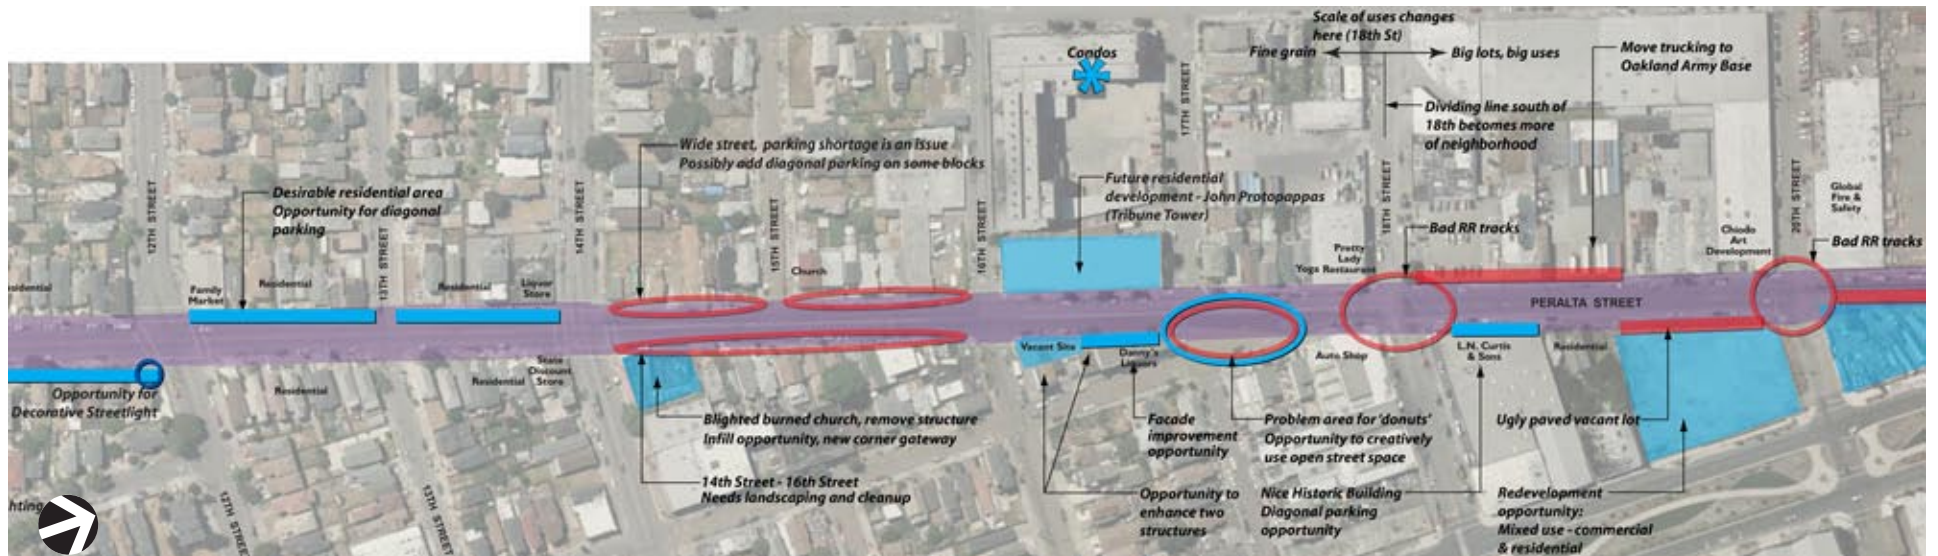 Scale of uses changes
here (18th St)
Fine grain
Big lots, big uses
Move trucking to
Oakland Army Base
Condos
Dividing line south of
18th becomes more
of neighborhood
Wide street, parking shortage is an issue
Possibly add diagonal parking on some blocks
Desirable residential area
Opportunity for diagonal
parking
Future residential
development - John Protopappas
(Tribune Tower)
12TH STREET
13TH STREET
14TH STREET
15TH STREET
16TH STREET
17TH STREET
18TH STREET
20TH STREET
Global
Fire &
Safety
Bad RR tracks
Bad RR tracks
Chiodo
Art
Development
Pretty
Lady
Yoga Restaurant
Church
Family
Market
Residential
Residential
Liquor
Store
PERALTA STREET
Vacant Site
Danny's
Liquors
Auto Shop
L.N. Curtis
& Sons
Residential
State
Discount
Store
Residential
Residential
Opportunity for
Decorative Streetlight
Blighted burned church, remove structure
Infill opportunity, new corner gateway
14th Street - 16th Street
Needs landscaping and cleanup
Facade
improvement
opportunity
Problem area for 'donuts'
Opportunity to creatively
use open street space
Ugly paved vacant lot
Opportunity to
enhance two
structures
Nice Historic Building
Diagonal parking
opportunity
Redevelopment
opportunity:
Mixed use - commercial
& residential
12TH STREET
13TH STREET